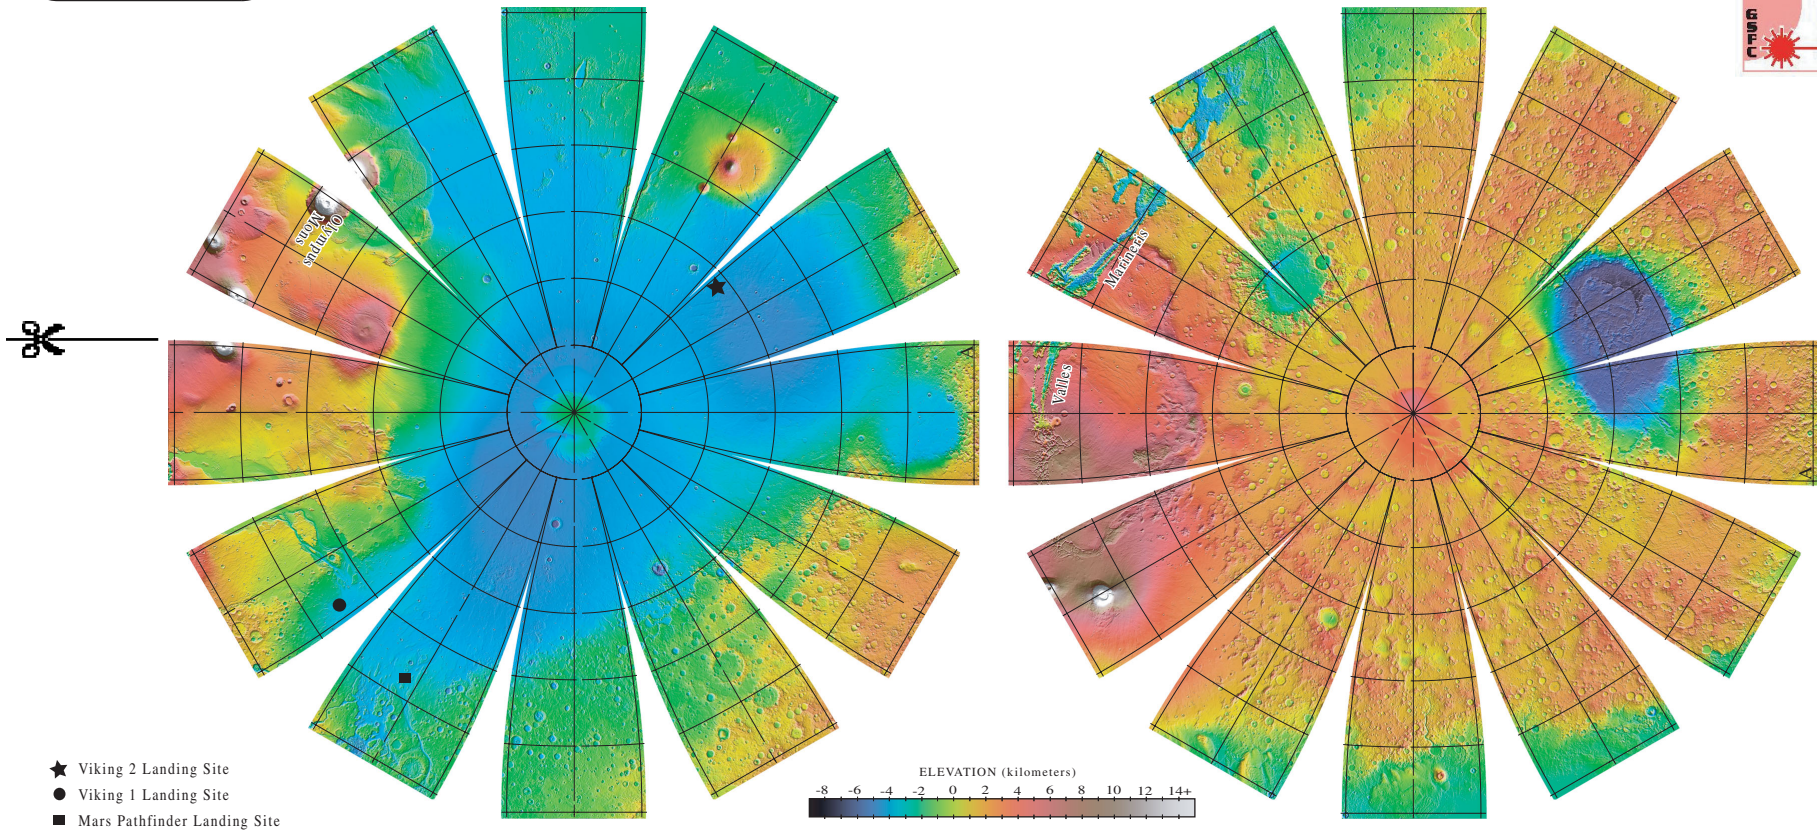 GSFC
Olympus
Mons
A
Marineris
Valles
A
ELEVATION (kilometers)
-8 -6 -4 -2 0 2 4 6 8 10 12 14+
Viking 2 Landing Site
Viking 1 Landing Site
Mars Pathfinder Landing Site